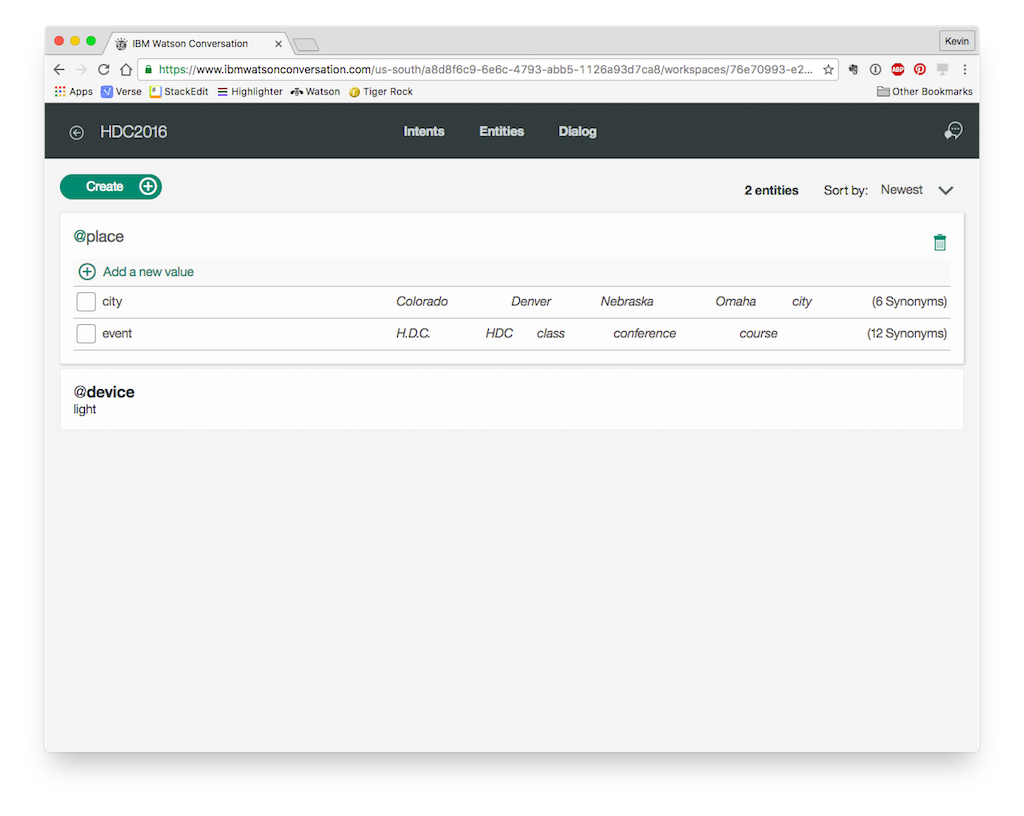 IBM Watson Conversation
Kevin
https://www.ibmwatsonconversation.com/us-south/a8d8f6c9-6e6c-4793-abb5-1126a93d7ca8/workspaces/76e70993-e2...
ABP
Apps Verse StackEdit Highlighter Watson Tiger Rock Other Bookmarks
HDC2016 Intents Entities Dialog
Create 2 entities Sort by: Newest
@place
Add a new value
city Colorado Denver Nebraska Omaha city (6 Synonyms)
event H.D.C. HDC class conference course (12 Synonyms)
@device
light